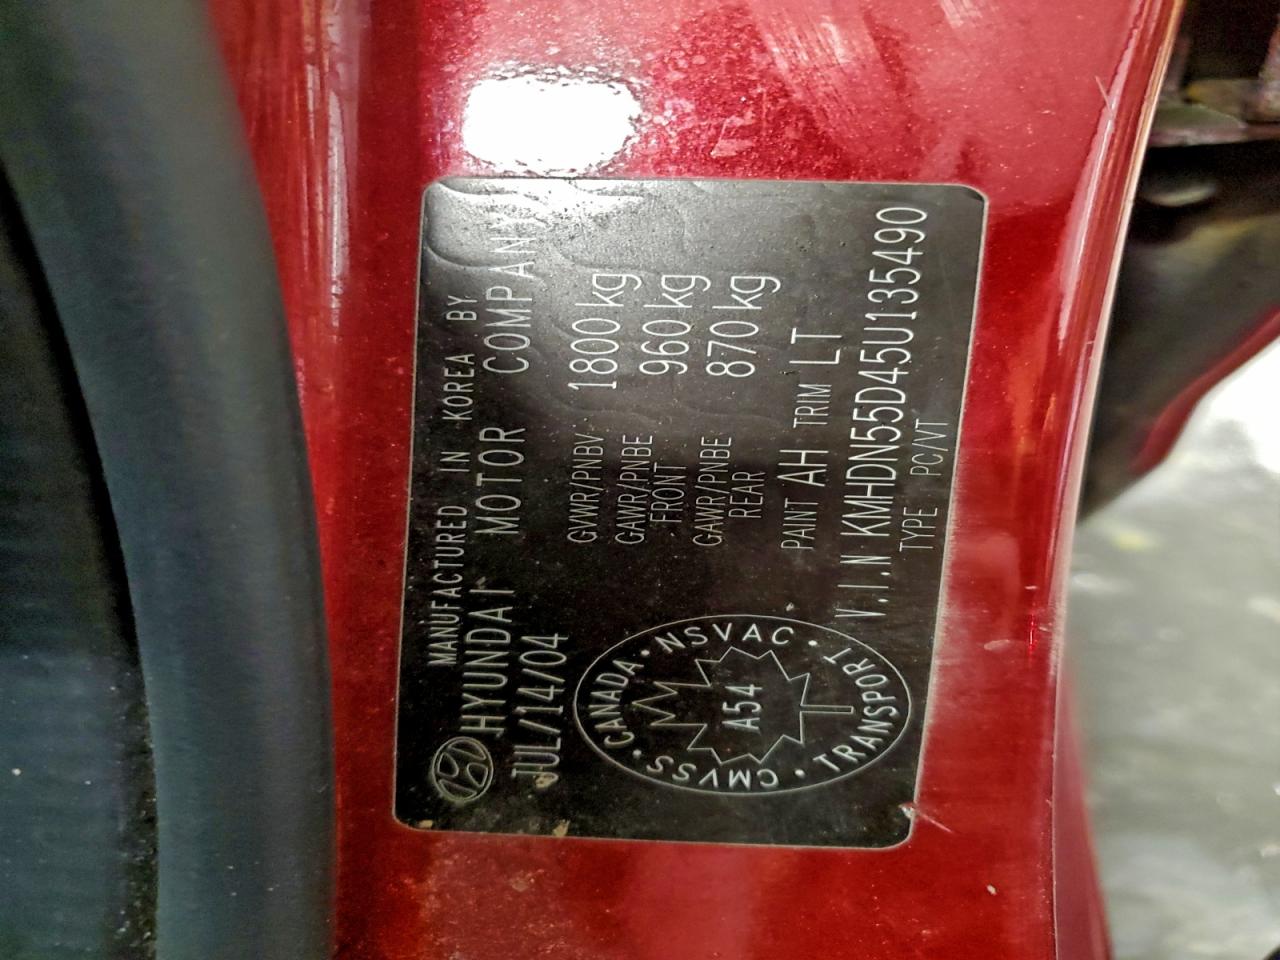 MANUFACTURED IN KOREA BY
HYUNDAI MOTOR COMPANY
JUL/14/04
GVWR/PNBV 1800 kg
GAWR/PNBE FRONT 960 kg
GAWR/PNBE REAR 870 kg
PAINT AH TRIM LT
V.I.N KMHDN55D45U135490
TYPE PC/VT
CANADA · NSVAC · TRANSPORT · CMVSS ·
A54